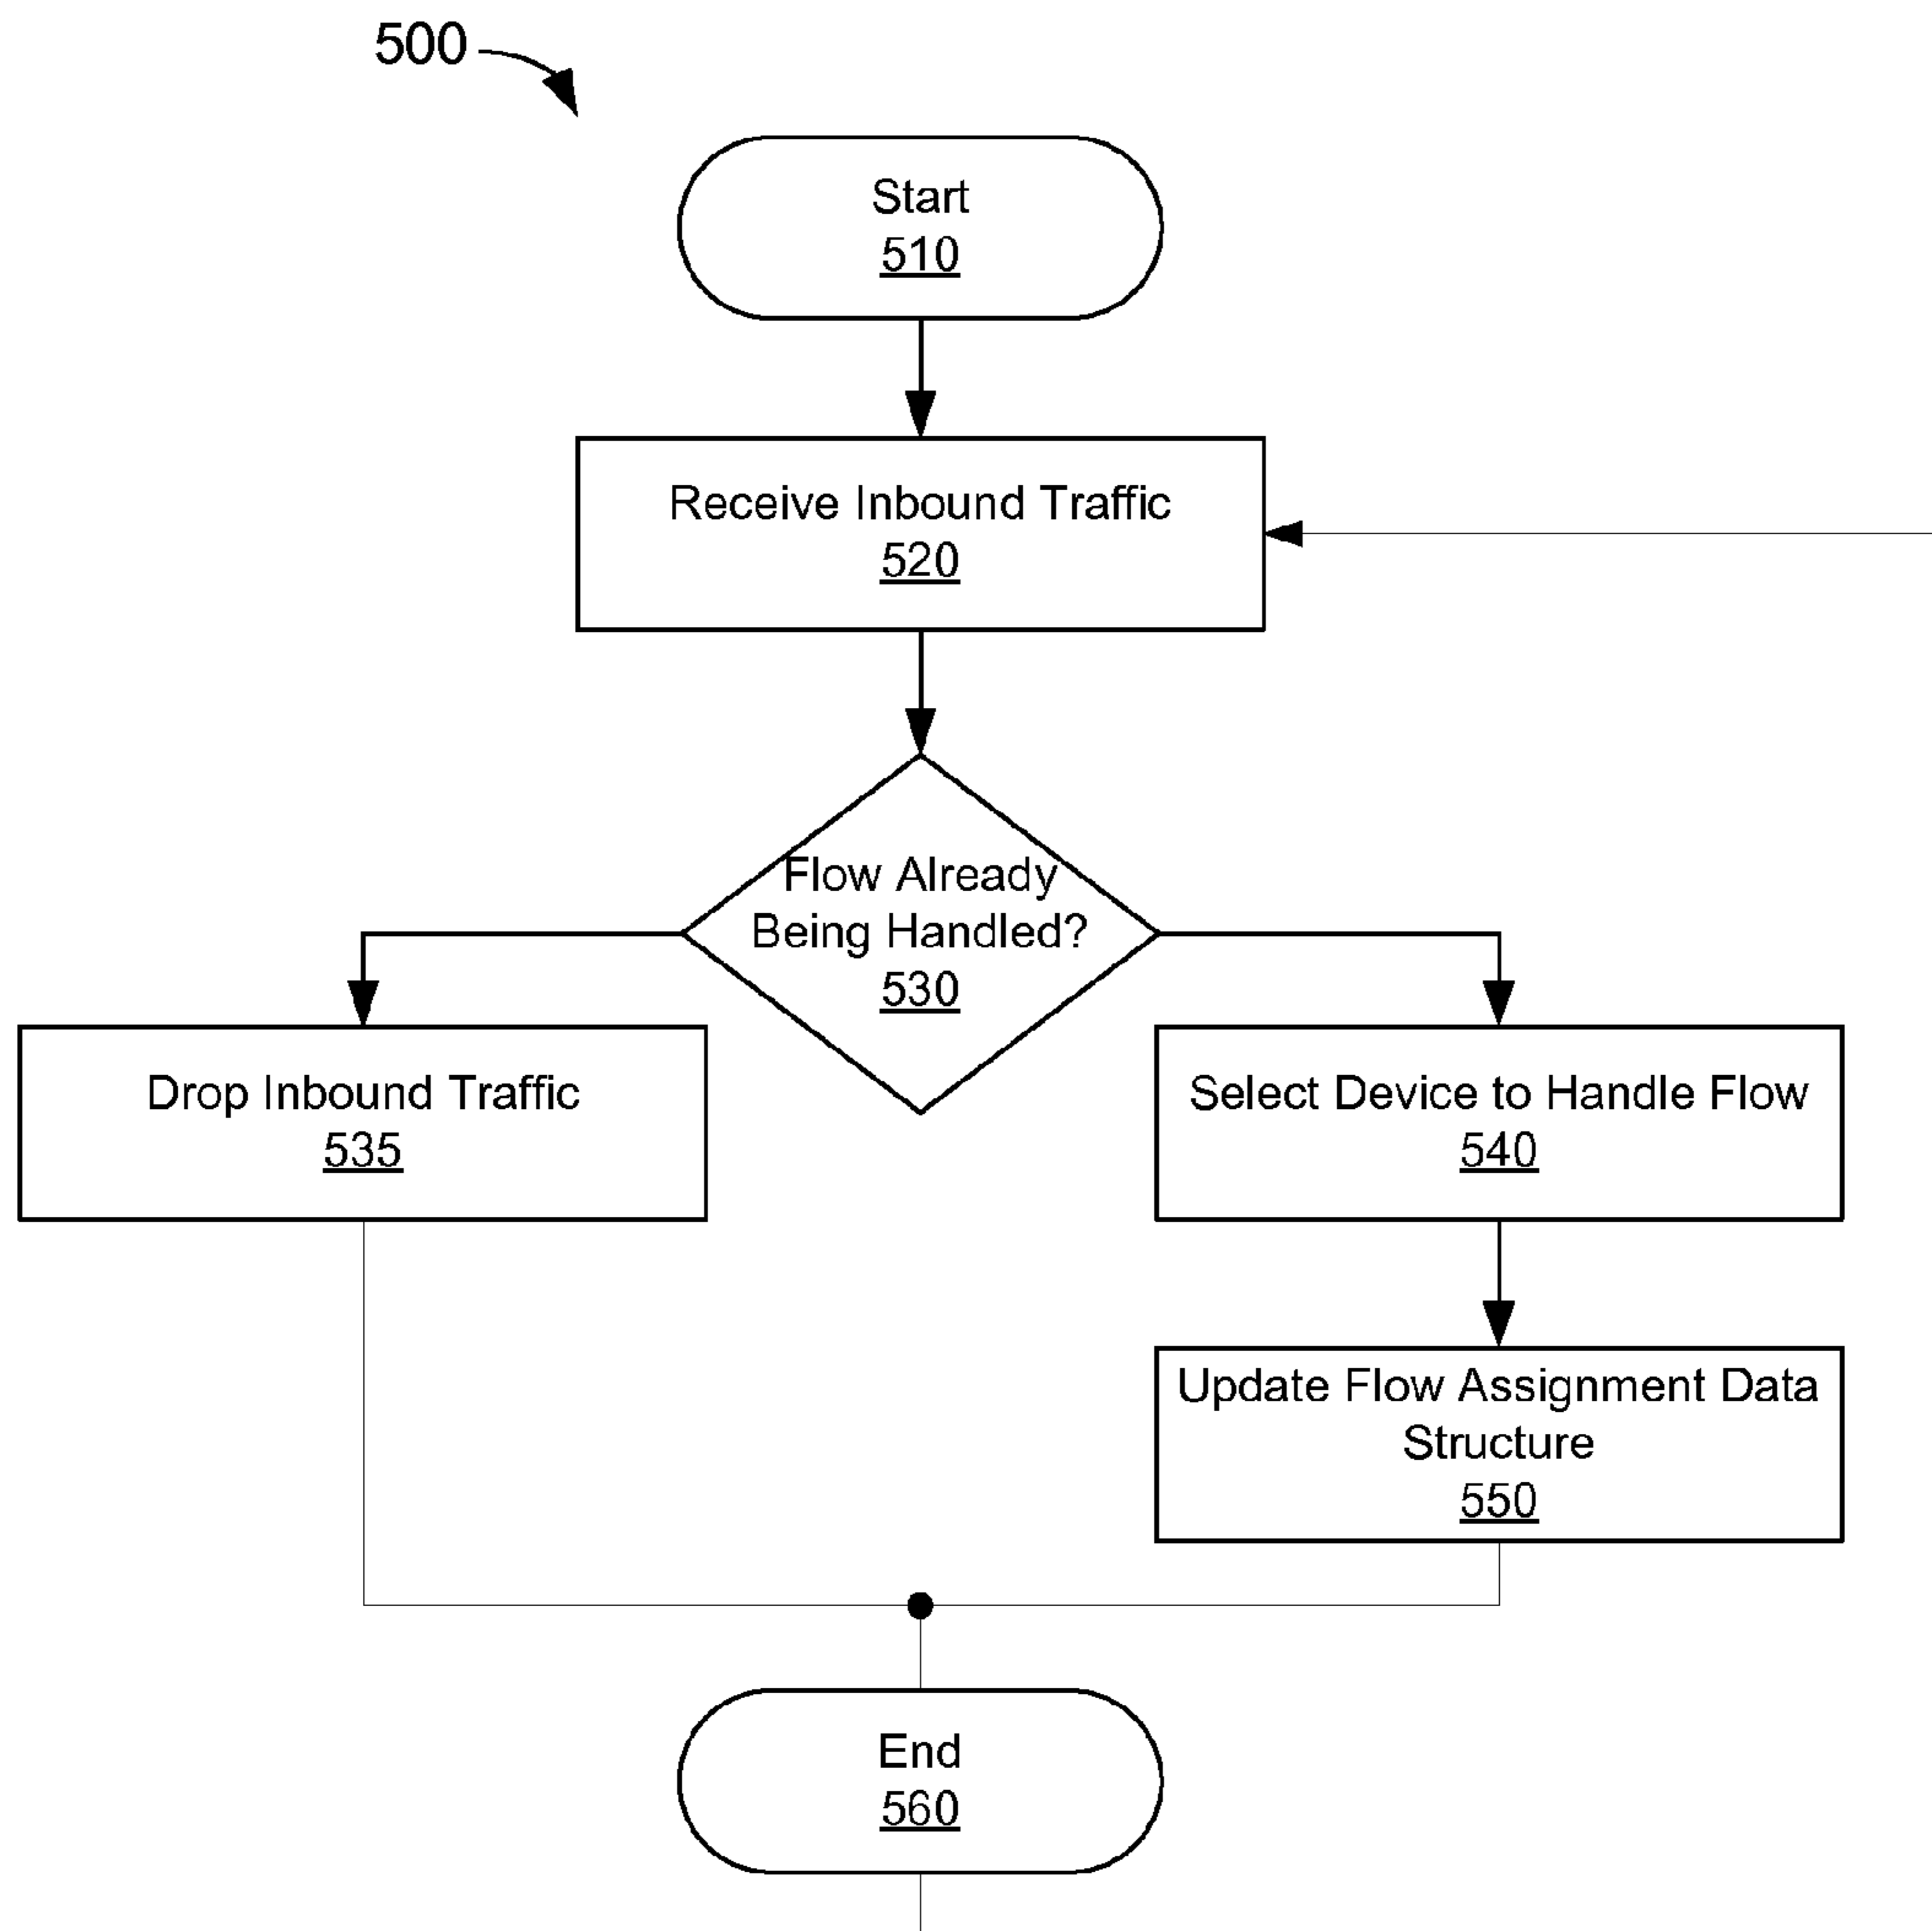 500
Start
510
Receive Inbound Traffic
520
Flow Already
Being Handled?
530
Drop Inbound Traffic
535
Select Device to Handle Flow
540
Update Flow Assignment Data
Structure
550
End
560